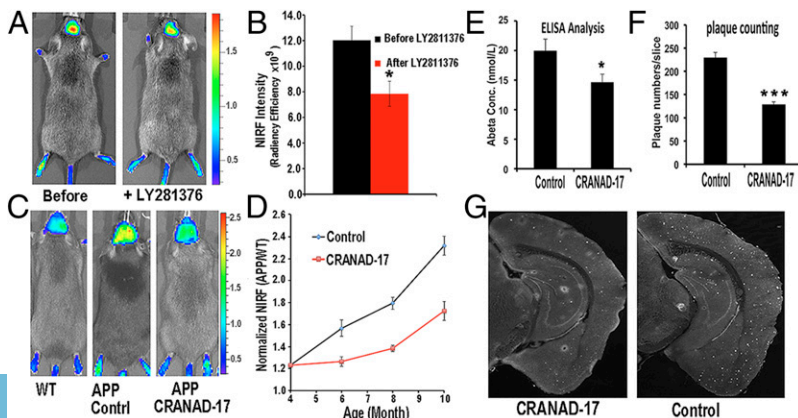 A
2.0
1.5
1.0
0.5
Before
+ LY281376
B
NIRF Intensity
(Radiency Efficiency x10⁹)
14.0
12.0
10.0
8.0
6.0
4.0
2.0
0.0
Before LY2811376
After LY2811376
*
E
ELISA Analysis
Abeta Conc. (nmol/L)
25
20
15
10
5
0
*
Control
CRANAD-17
F
plaque counting
Plaque numbers/slice
300
250
200
150
100
50
0
***
Control
CRANAD-17
C
2.5
2.0
1.5
1.0
0.5
WT
APP
Contrl
APP
CRANAD-17
D
Normalized NIRF (APP/WT)
2.6
2.4
2.2
2.0
1.8
1.6
1.4
1.2
1.0
Control
CRANAD-17
4
6
8
10
Age (Month)
G
CRANAD-17
Control